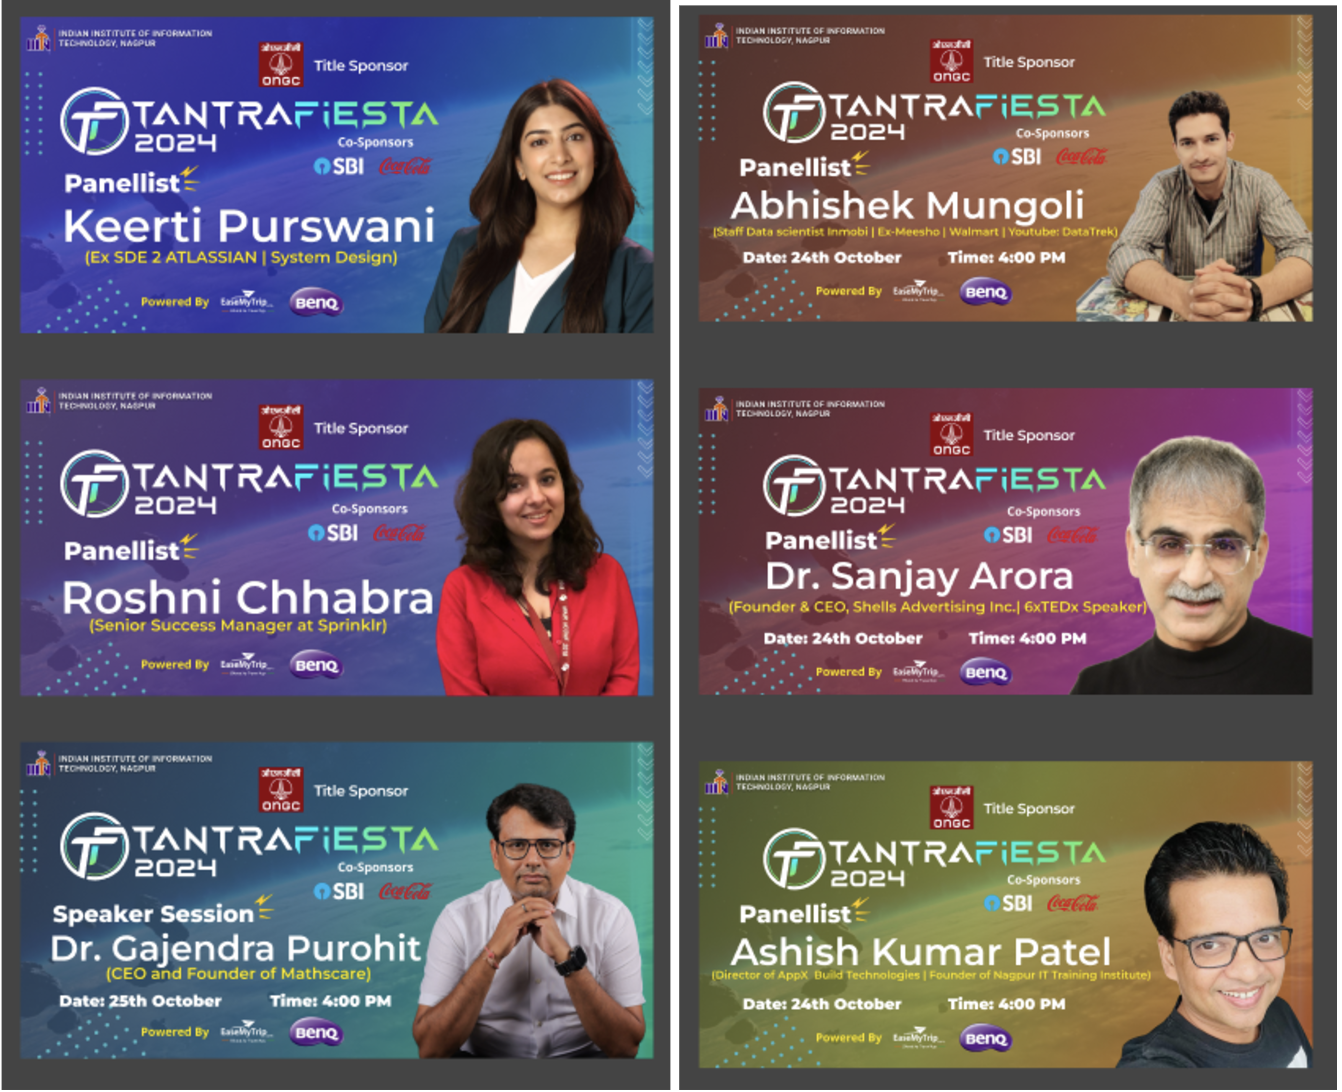 INDIAN INSTITUTE OF INFORMATION
TECHNOLOGY, NAGPUR
ओएनजीसी
ONGC
Title Sponsor
TANTRAFiESTA
2024
Co-Sponsors
SBI Coca-Cola
Panellist
Keerti Purswani
(Ex SDE 2 ATLASSIAN | System Design)
Powered By EaseMyTrip BenQ
INDIAN INSTITUTE OF INFORMATION
TECHNOLOGY, NAGPUR
ओएनजीसी
ONGC
Title Sponsor
TANTRAFiESTA
2024
Co-Sponsors
SBI Coca-Cola
Panellist
Roshni Chhabra
(Senior Success Manager at Sprinklr)
Powered By EaseMyTrip BenQ
INDIAN INSTITUTE OF INFORMATION
TECHNOLOGY, NAGPUR
ओएनजीसी
ONGC
Title Sponsor
TANTRAFiESTA
2024
Co-Sponsors
SBI Coca-Cola
Speaker Session
Dr. Gajendra Purohit
(CEO and Founder of Mathscare)
Date: 25th October Time: 4:00 PM
Powered By EaseMyTrip BenQ
INDIAN INSTITUTE OF INFORMATION
TECHNOLOGY, NAGPUR
ओएनजीसी
ONGC
Title Sponsor
TANTRAFiESTA
2024
Co-Sponsors
SBI Coca-Cola
Panellist
Abhishek Mungoli
(Staff Data scientist Inmobi | Ex-Meesho | Walmart | Youtube: DataTrek)
Date: 24th October Time: 4:00 PM
Powered By EaseMyTrip BenQ
INDIAN INSTITUTE OF INFORMATION
TECHNOLOGY, NAGPUR
ओएनजीसी
ONGC
Title Sponsor
TANTRAFiESTA
2024
Co-Sponsors
SBI Coca-Cola
Panellist
Dr. Sanjay Arora
(Founder & CEO, Shells Advertising Inc.| 6xTEDx Speaker)
Date: 24th October Time: 4:00 PM
Powered By EaseMyTrip BenQ
INDIAN INSTITUTE OF INFORMATION
TECHNOLOGY, NAGPUR
ओएनजीसी
ONGC
Title Sponsor
TANTRAFiESTA
2024
Co-Sponsors
SBI Coca-Cola
Panellist
Ashish Kumar Patel
(Director of AppX Build Technologies | Founder of Nagpur IT Training Institute)
Date: 24th October Time: 4:00 PM
Powered By EaseMyTrip BenQ